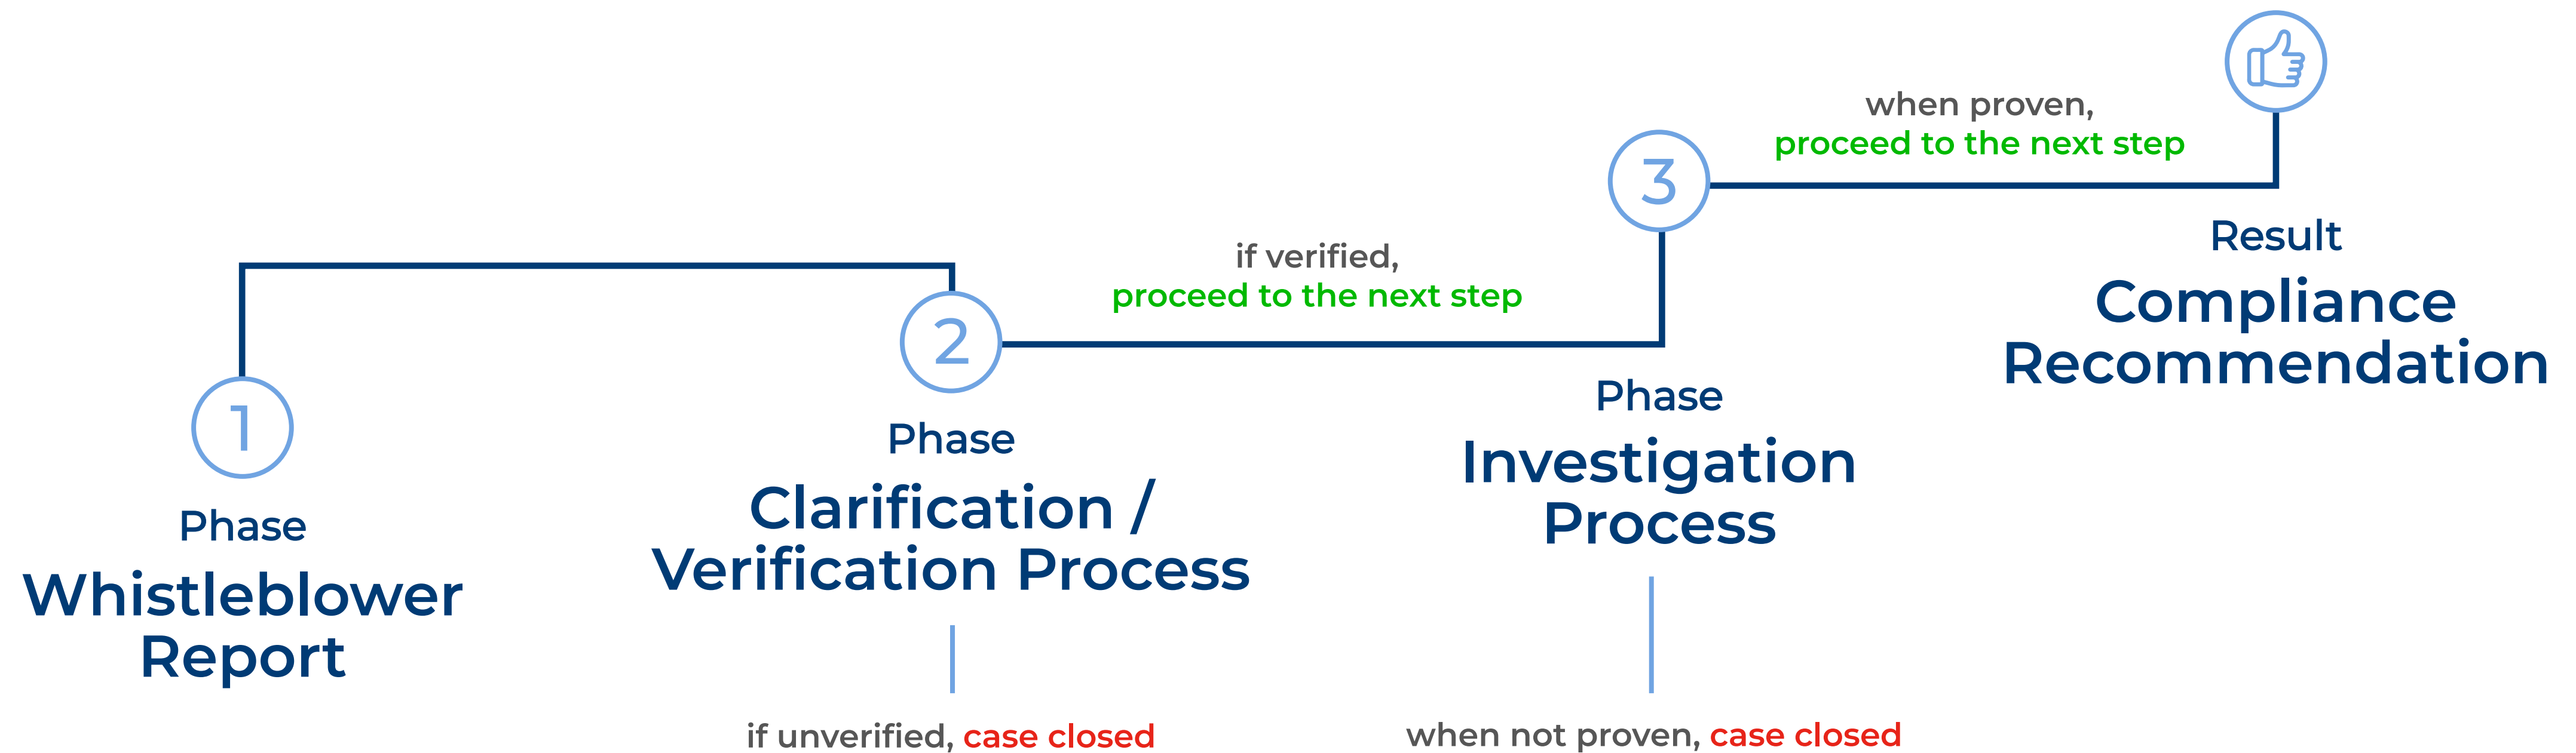 1
Phase
Whistleblower
Report
2
Phase
Clarification /
Verification Process
if unverified, case closed
if verified,
proceed to the next step
3
Phase
Investigation
Process
when not proven, case closed
when proven,
proceed to the next step
Result
Compliance
Recommendation